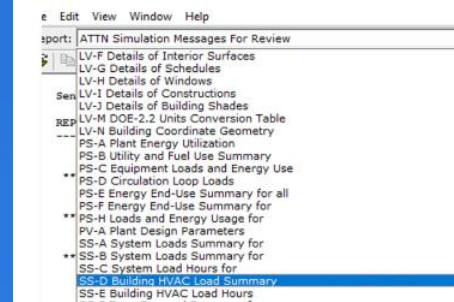 e Edit View Window Help
eport: ATTN Simulation Messages For Review
LV-F Details of Interior Surfaces
LV-G Details of Schedules
LV-H Details of Windows
Sen
LV-I Details of Constructions
LV-J Details of Building Shades
REP
LV-M DOE-2.2 Units Conversion Table
---
LV-N Building Coordinate Geometry
PS-A Plant Energy Utilization
PS-B Utility and Fuel Use Summary
PS-C Equipment Loads and Energy Use
**
PS-D Circulation Loop Loads
PS-E Energy End-Use Summary for all
PS-F Energy End-Use Summary for
**
PS-H Loads and Energy Usage for
PV-A Plant Design Parameters
SS-A System Loads Summary for
**
SS-C System Load Hours for
SS-D Building HVAC Load Summary
SS-E Building HVAC Load Hours